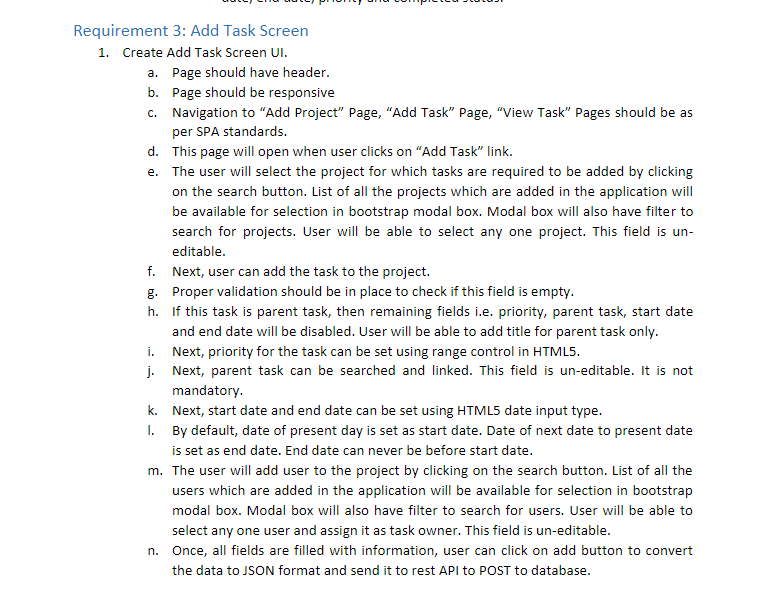 date, end date, priority and completed status.
Requirement 3: Add Task Screen
1. Create Add Task Screen UI.
a. Page should have header.
b. Page should be responsive
c. Navigation to “Add Project” Page, “Add Task” Page, “View Task” Pages should be as
per SPA standards.
d. This page will open when user clicks on “Add Task” link.
e. The user will select the project for which tasks are required to be added by clicking
on the search button. List of all the projects which are added in the application will
be available for selection in bootstrap modal box. Modal box will also have filter to
search for projects. User will be able to select any one project. This field is un-
editable.
f. Next, user can add the task to the project.
g. Proper validation should be in place to check if this field is empty.
h. If this task is parent task, then remaining fields i.e. priority, parent task, start date
and end date will be disabled. User will be able to add title for parent task only.
i. Next, priority for the task can be set using range control in HTML5.
j. Next, parent task can be searched and linked. This field is un-editable. It is not
mandatory.
k. Next, start date and end date can be set using HTML5 date input type.
l. By default, date of present day is set as start date. Date of next date to present date
is set as end date. End date can never be before start date.
m. The user will add user to the project by clicking on the search button. List of all the
users which are added in the application will be available for selection in bootstrap
modal box. Modal box will also have filter to search for users. User will be able to
select any one user and assign it as task owner. This field is un-editable.
n. Once, all fields are filled with information, user can click on add button to convert
the data to JSON format and send it to rest API to POST to database.